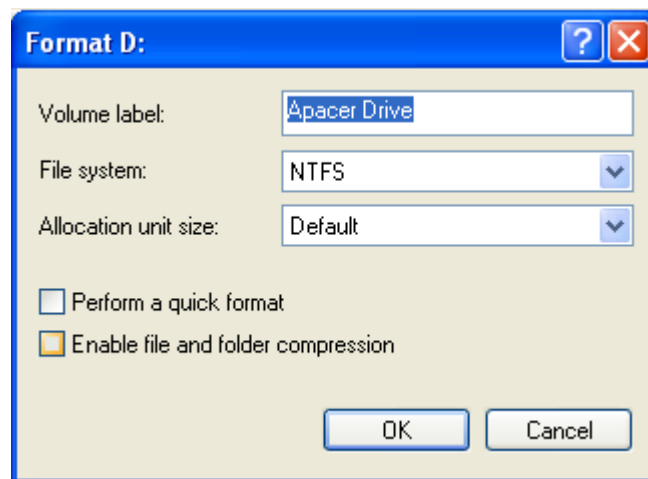 Format D:
Volume label: Apacer Drive
File system: NTFS
Allocation unit size: Default
Perform a quick format
Enable file and folder compression
OK Cancel